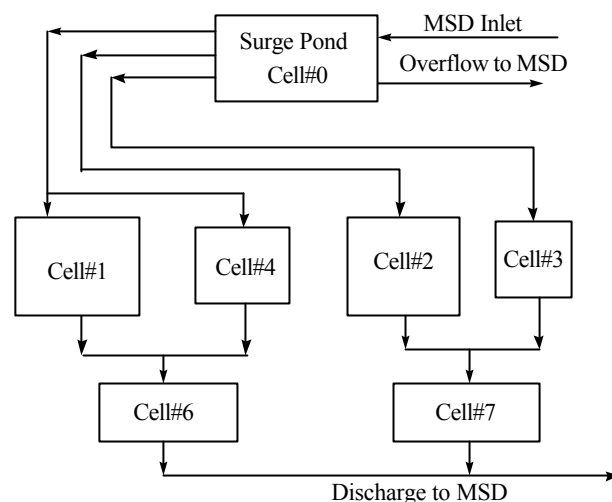 MSD Inlet
Surge Pond
Cell#0
Overflow to MSD
Cell#1
Cell#4
Cell#2
Cell#3
Cell#6
Cell#7
Discharge to MSD